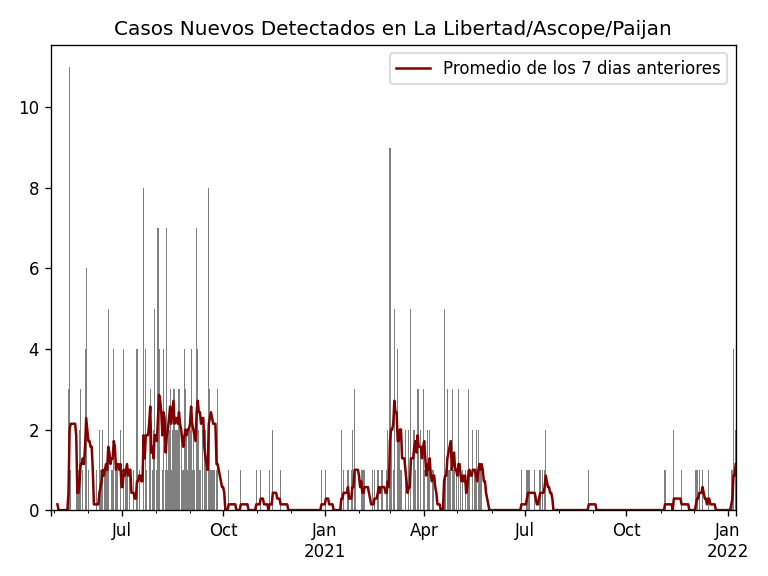 Casos Nuevos Detectados en La Libertad/Ascope/Paijan
Promedio de los 7 dias anteriores
10
8
6
4
2
0
Jul Oct Jan Apr Jul Oct Jan
2021 2022